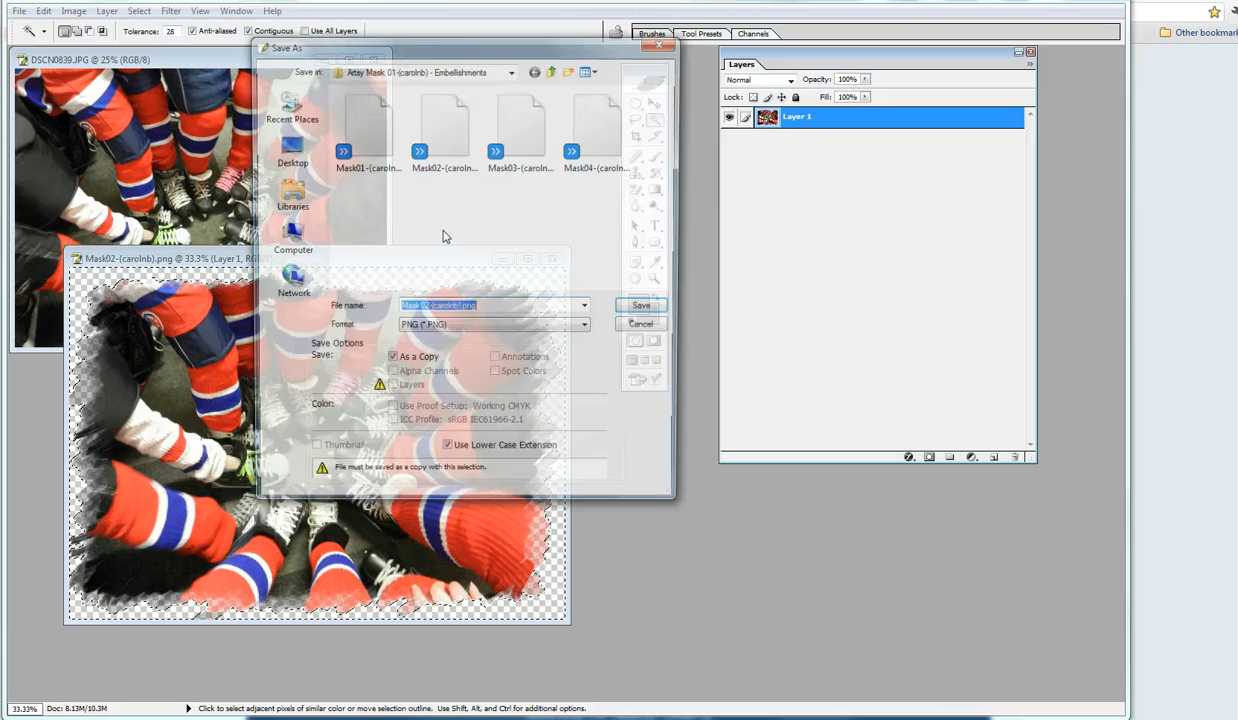 File Edit Image Layer Select Filter View Window Help
Tolerance: 28 Anti-aliased Contiguous Use All Layers
Brushes Tool Presets Channels
Other bookmar
DSCN0839.JPG @ 25% (RGB/8)
Save As
Save in: Artsy Mask 01-(carolnb) - Embellishments
Recent Places
Desktop
Libraries
Computer
Network
Mask01-(caroln... Mask02-(caroln... Mask03-(caroln... Mask04-(caroln...
Mask02-(carolnb).png @ 33.3% (Layer 1, RGB/8)
File name: Mask02-(carolnb).png
Save
Format: PNG (*.PNG)
Cancel
Save Options
Save: As a Copy Annotations
Alpha Channels Spot Colors
Layers
Color: Use Proof Setup: Working CMYK
ICC Profile: sRGB IEC61966-2.1
Thumbnail Use Lower Case Extension
File must be saved as a copy with this selection.
Layers
Normal Opacity: 100%
Lock: Fill: 100%
Layer 1
33.33% Doc: 8.13M/10.3M Click to select adjacent pixels of similar color or move selection outline. Use Shift, Alt, and Ctrl for additional options.